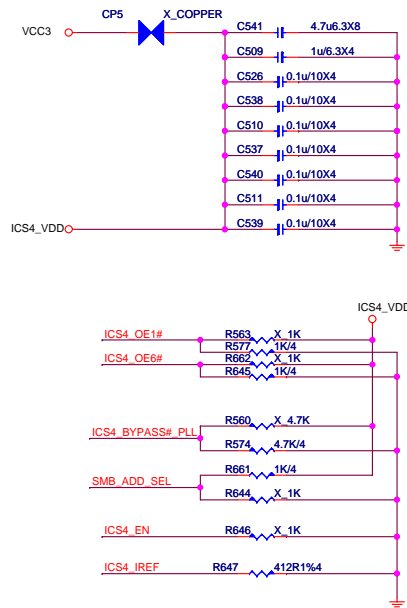 CP5 X_COPPER
VCC3
C541 4.7u6.3X8
C509 1u/6.3X4
C526 0.1u/10X4
C538 0.1u/10X4
C510 0.1u/10X4
C537 0.1u/10X4
C540 0.1u/10X4
C511 0.1u/10X4
C539 0.1u/10X4
ICS4_VDD
ICS4_VDD
ICS4_OE1# R563 X_1K
R577 1K/4
ICS4_OE6# R662 X_1K
R645 1K/4
R560 X_4.7K
ICS4_BYPASS#_PLL
R574 4.7K/4
R661 1K/4
SMB_ADD_SEL
R644 X_1K
ICS4_EN R646 X_1K
ICS4_IREF R647 412R1%4